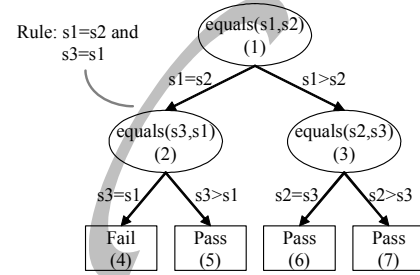 Rule: s1=s2 and
s3=s1
equals(s1,s2)
(1)
s1=s2
s1>s2
equals(s3,s1)
(2)
equals(s2,s3)
(3)
s3=s1
s3>s1
s2=s3
s2>s3
Fail
(4)
Pass
(5)
Pass
(6)
Pass
(7)